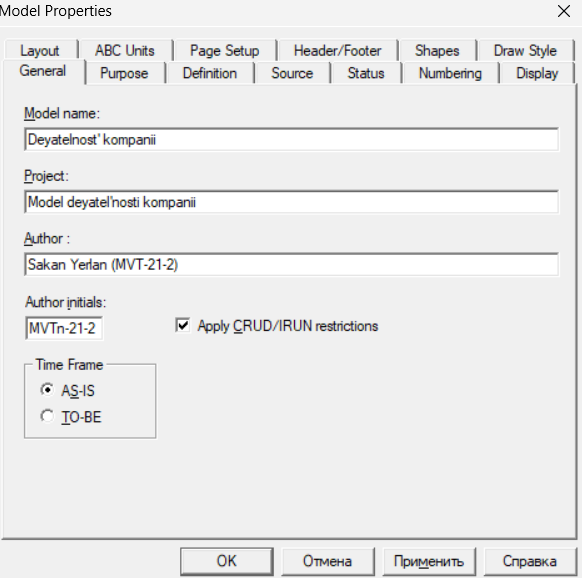 Model Properties
Layout ABC Units Page Setup Header/Footer Shapes Draw Style
General Purpose Definition Source Status Numbering Display
Model name:
Deyatelnost' kompanii
Project:
Model deyatel'nosti kompanii
Author :
Sakan Yerlan (MVT-21-2)
Author initials:
MVTn-21-2 Apply CRUD/IRUN restrictions
Time Frame
AS-IS
TO-BE
OK Отмена Применить Справка